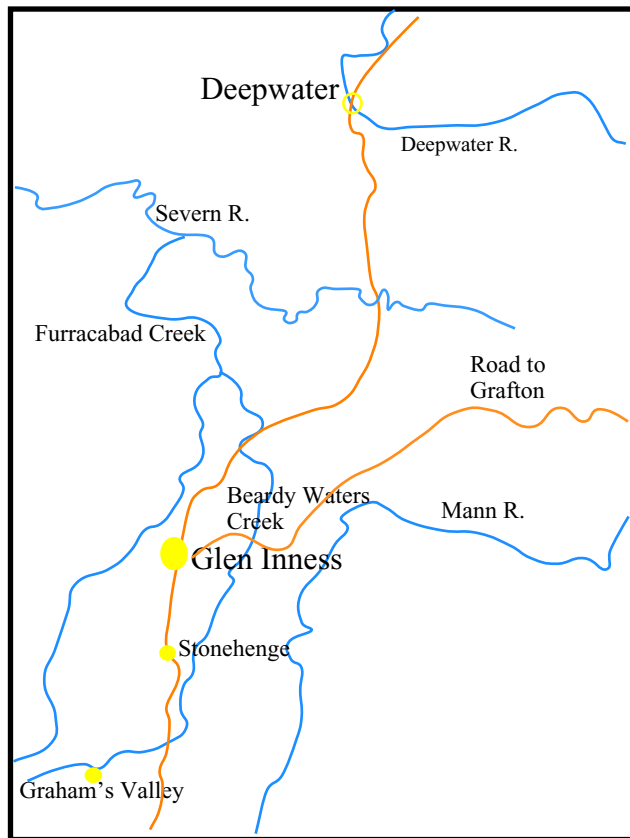 Deepwater
Deepwater R.
Severn R.
Furracabad Creek
Road to
Grafton
Beardy Waters
Creek
Mann R.
Glen Inness
Stonehenge
Graham's Valley